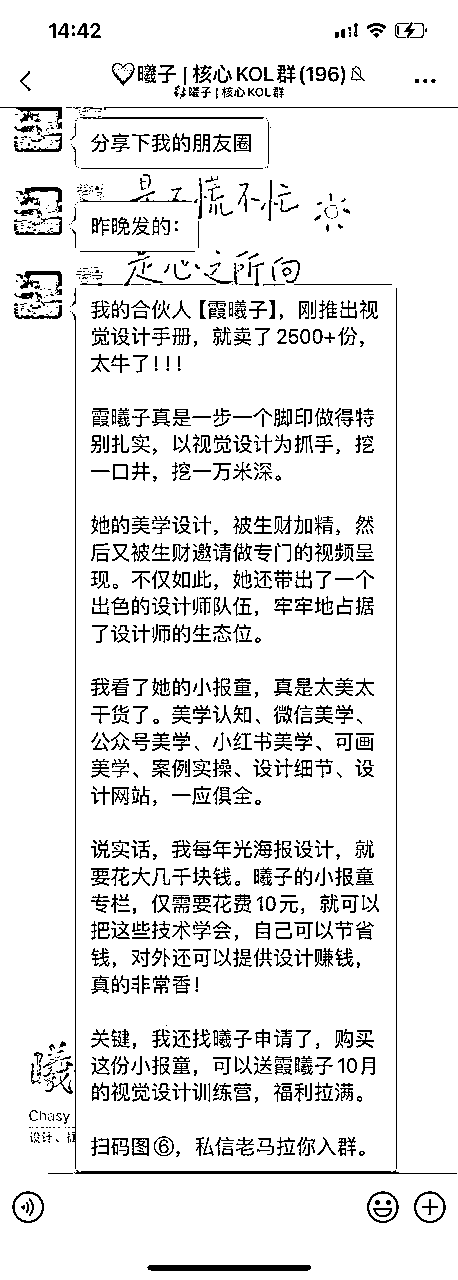 14:42
♡曦子 | 核心KOL群(196)
曦子 | 核心KOL群
分享下我的朋友圈
是不慌不忙
昨晚发的：
走心之所向
我的合伙人【霞曦子】，刚推出视
觉设计手册，就卖了2500+份，
太牛了!!!
霞曦子真是一步一个脚印做得特
别扎实，以视觉设计为抓手，挖
一口井，挖一万米深。
她的美学设计，被生财加精，然
后又被生财邀请做专门的视频呈
现。不仅如此，她还带出了一个
出色的设计师队伍，牢牢地占据
了设计师的生态位。
我看了她的小报童，真是太美太
干货了。美学认知、微信美学、
公众号美学、小红书美学、可画
美学、案例实操、设计细节、设
计网站，一应俱全。
说实话，我每年光海报设计，就
要花大几千块钱。曦子的小报童
专栏，仅需要花费10元，就可以
把这些技术学会，自己可以节省
钱，对外还可以提供设计赚钱，
真的非常香!
关键，我还找曦子申请了，购买
这份小报童，可以送霞曦子10月
的视觉设计训练营，福利拉满。
曦
Chasy
设计、
扫码图⑥，私信老马拉你入群。